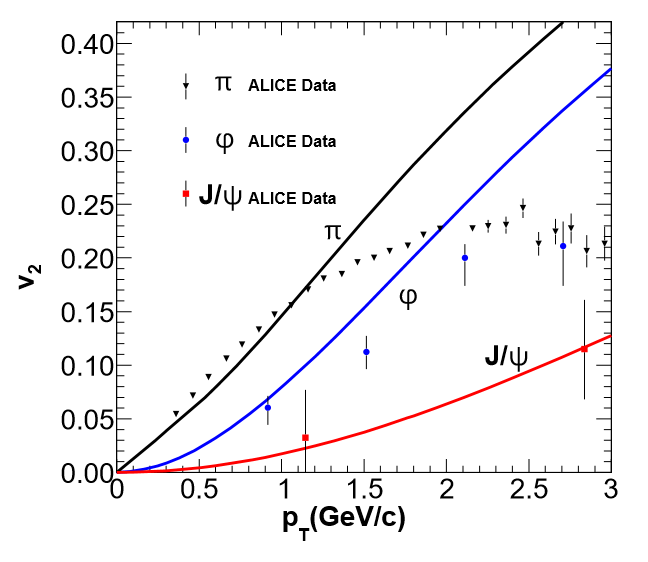 0.40
0.35
0.30
0.25
0.20
0.15
0.10
0.05
0.00
v2
π ALICE Data
φ ALICE Data
J/ψ ALICE Data
π
φ
J/ψ
0 0.5 1 1.5 2 2.5 3
pT(GeV/c)